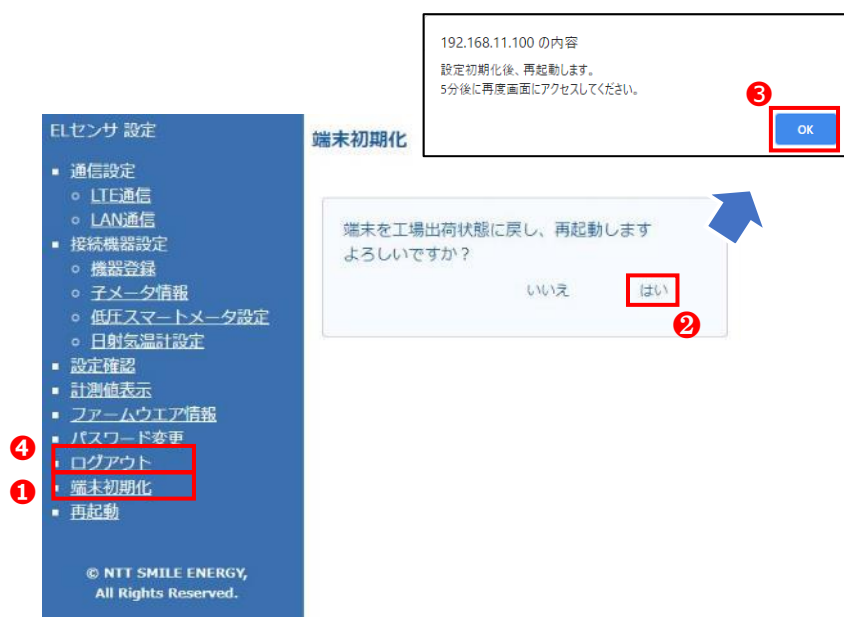 192.168.11.100 の内容
設定初期化後、再起動します。
5分後に再度画面にアクセスしてください。
❸
OK
ELセンサ 設定
端末初期化
▪ 通信設定
◦ LTE通信
◦ LAN通信
▪ 接続機器設定
◦ 機器登録
◦ 子メータ情報
◦ 低圧スマートメータ設定
◦ 日射気温計設定
▪ 設定確認
▪ 計測値表示
▪ ファームウエア情報
▪ パスワード変更
❹
▪ ログアウト
❶
▪ 端末初期化
▪ 再起動
端末を工場出荷状態に戻し、再起動します
よろしいですか？
いいえ はい
❷
© NTT SMILE ENERGY,
All Rights Reserved.